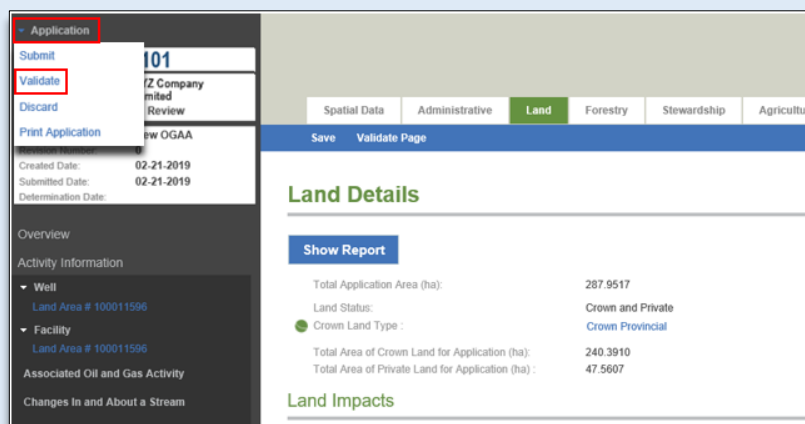 Application
Submit
Validate
Discard
Print Application
101
YZ Company
mited
Review
ew OGAA
Revision Number: 0
Created Date: 02-21-2019
Submitted Date: 02-21-2019
Determination Date:
Overview
Activity Information
Well
Land Area # 100011596
Facility
Land Area # 100011596
Associated Oil and Gas Activity
Changes In and About a Stream
Spatial Data Administrative Land Forestry Stewardship Agricultu
Save Validate Page
Land Details
Show Report
Total Application Area (ha): 287.9517
Land Status: Crown and Private
Crown Land Type : Crown Provincial
Total Area of Crown Land for Application (ha): 240.3910
Total Area of Private Land for Application (ha) : 47.5607
Land Impacts